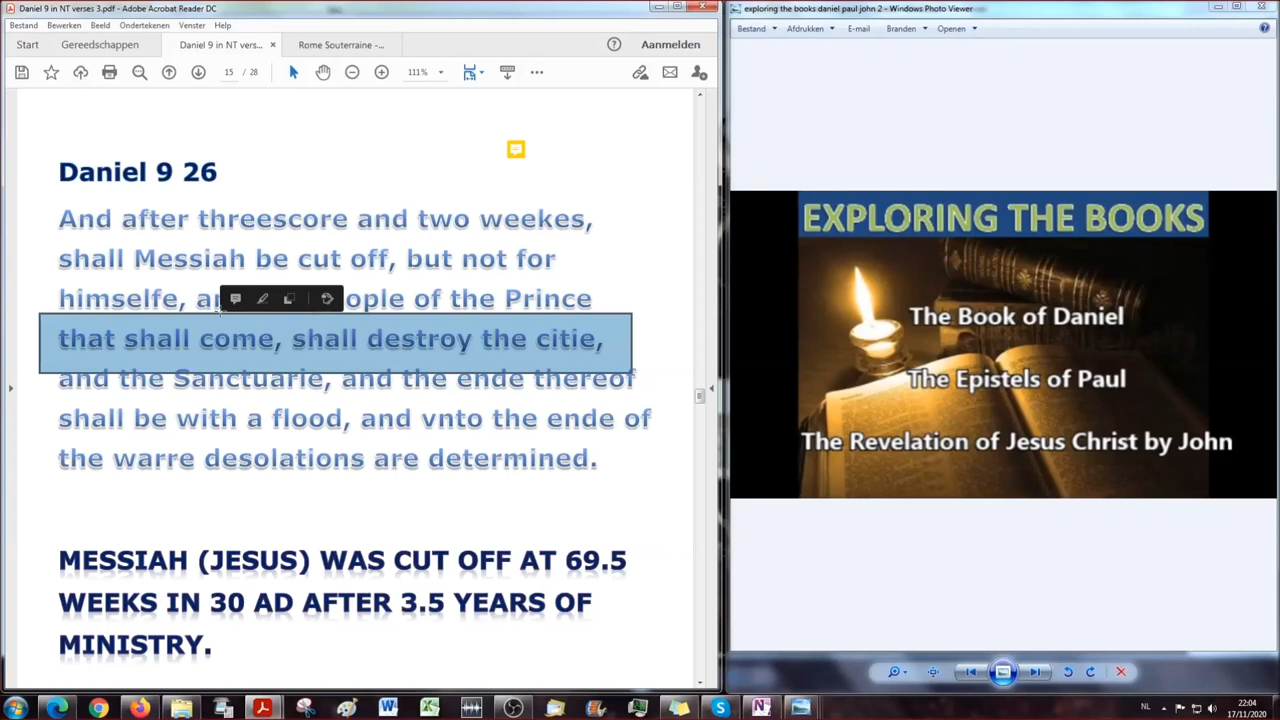 Daniel 9 in NT verses 3.pdf - Adobe Acrobat Reader DC
Bestand Bewerken Beeld Ondertekenen Venster Help
Start Gereedschappen Daniel 9 in NT vers... × Rome Souterraine -... Aanmelden
15 / 28 111%
Daniel 9 26
And after threescore and two weekes,
shall Messiah be cut off, but not for
himselfe, an ople of the Prince
that shall come, shall destroy the citie,
and the Sanctuarie, and the ende thereof
shall be with a flood, and vnto the ende of
the warre desolations are determined.
MESSIAH (JESUS) WAS CUT OFF AT 69.5
WEEKS IN 30 AD AFTER 3.5 YEARS OF
MINISTRY.
exploring the books daniel paul john 2 - Windows Photo Viewer
Bestand Afdrukken E-mail Branden Openen
EXPLORING THE BOOKS
The Book of Daniel
The Epistels of Paul
The Revelation of Jesus Christ by John
NL 22:04
17/11/2020